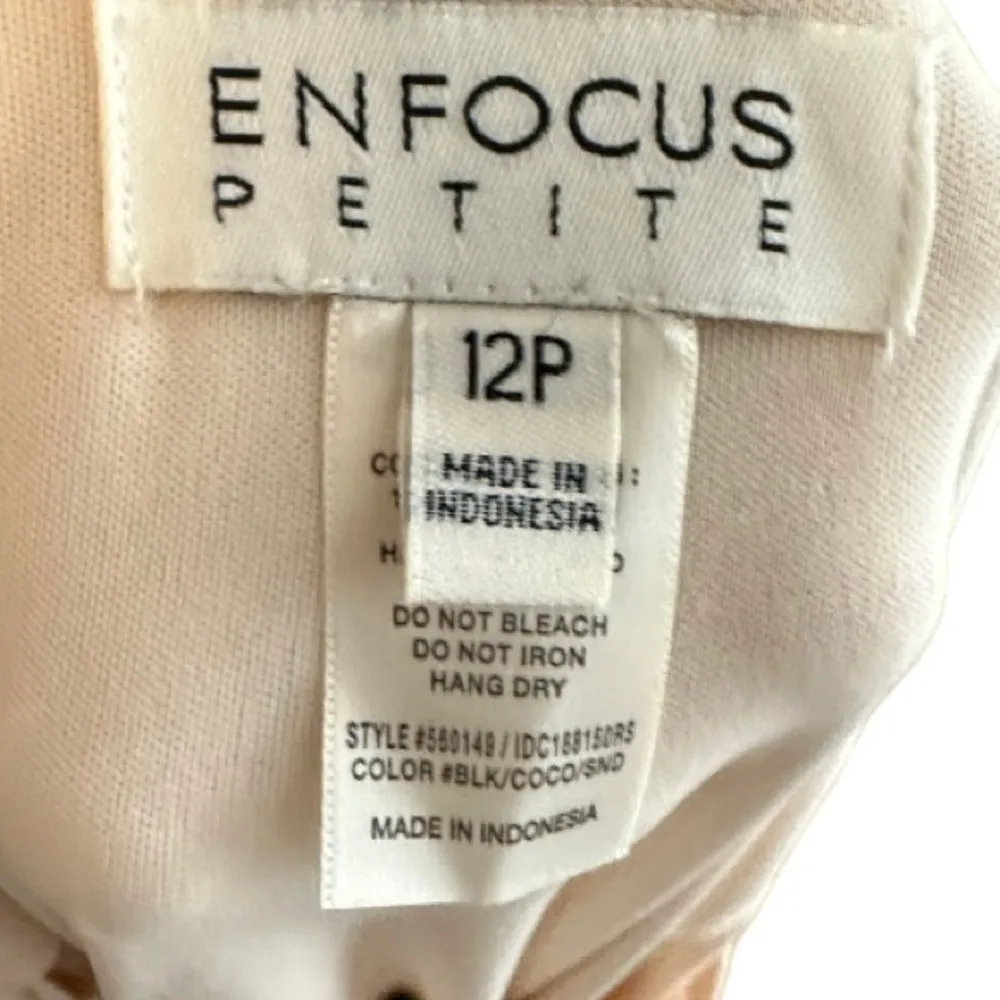 ENFOCUS
PETITE
12P
MADE IN
INDONESIA
DO NOT BLEACH
DO NOT IRON
HANG DRY
STYLE #560149 / IDC188150RS
COLOR #BLK/COCO/SND
MADE IN INDONESIA